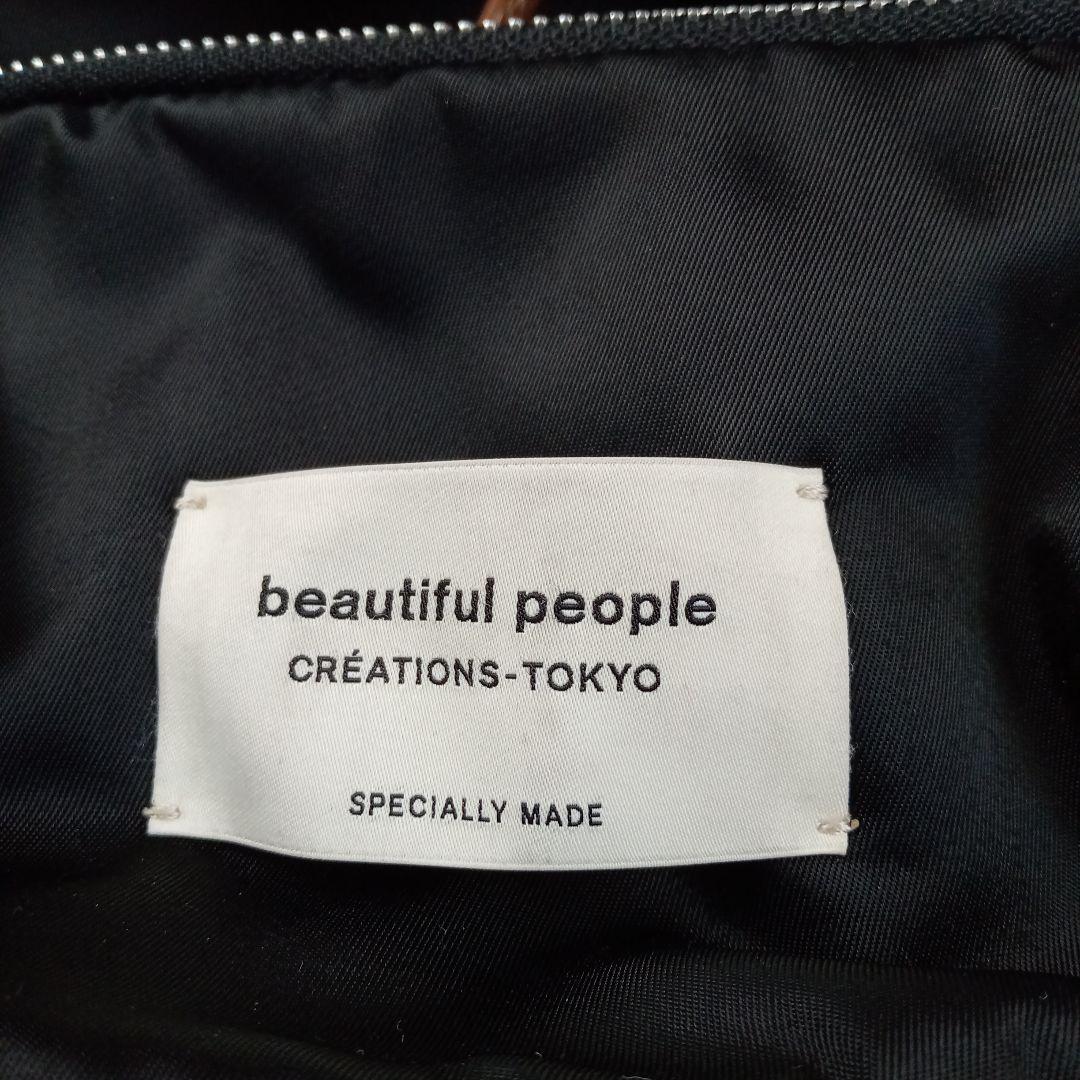 beautiful people
CRÉATIONS-TOKYO
SPECIALLY MADE